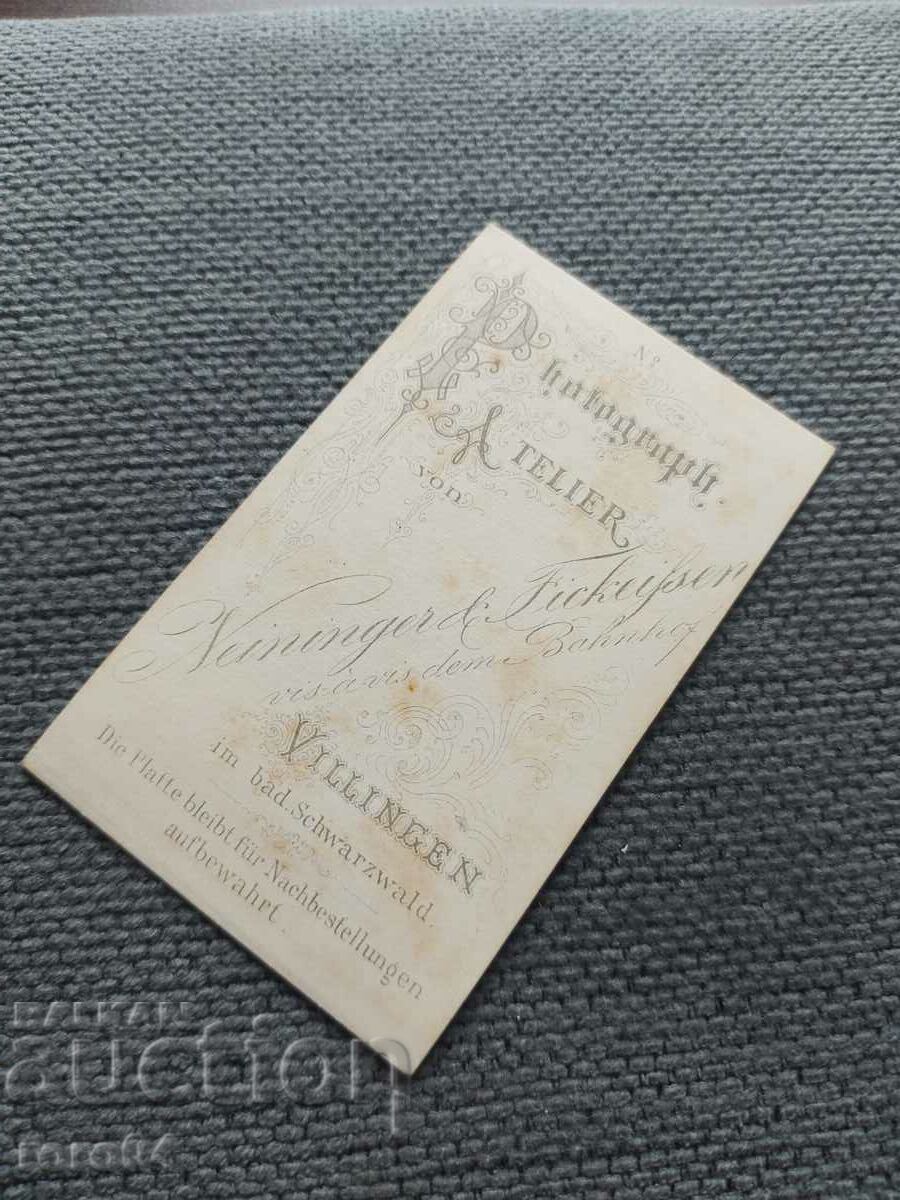 Nº
Photograph.
ATELIER
von
Neininger & Fickeißen
vis-à-vis dem Bahnhof
VILLINGEN
im bad. Schwarzwald.
Die Platte bleibt für Nachbestellungen
aufbewahrt.
BALKAN
auction
toto64